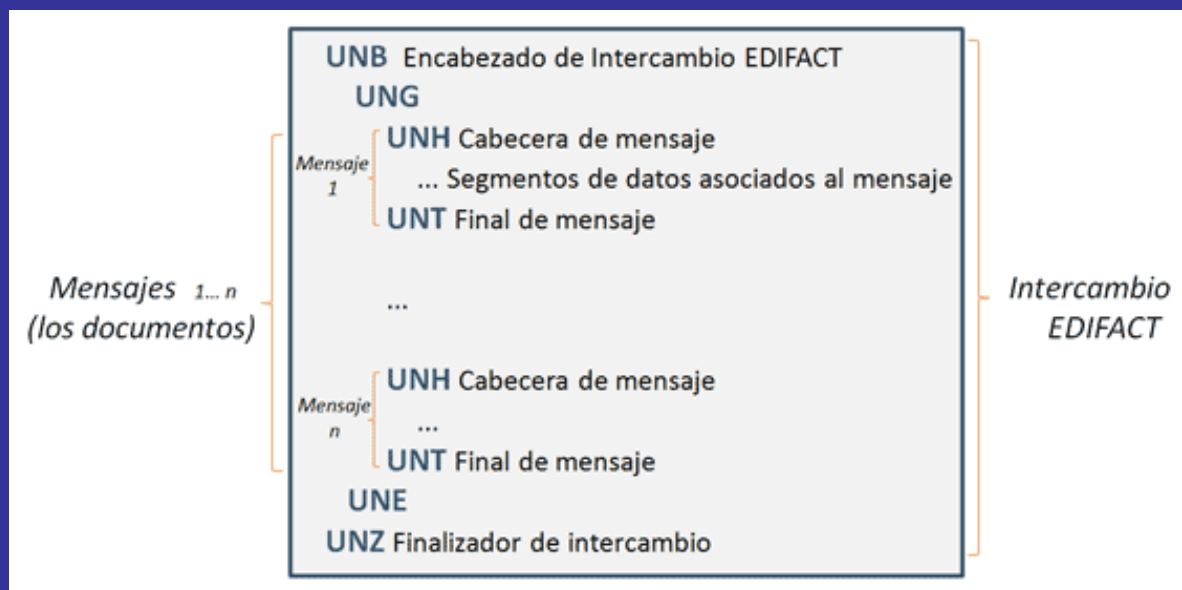 UNB Encabezado de Intercambio EDIFACT
UNG
UNH Cabecera de mensaje
Mensaje
1
... Segmentos de datos asociados al mensaje
UNT Final de mensaje
Mensajes 1... n
(los documentos)
...
Intercambio
EDIFACT
UNH Cabecera de mensaje
Mensaje
n
...
UNT Final de mensaje
UNE
UNZ Finalizador de intercambio